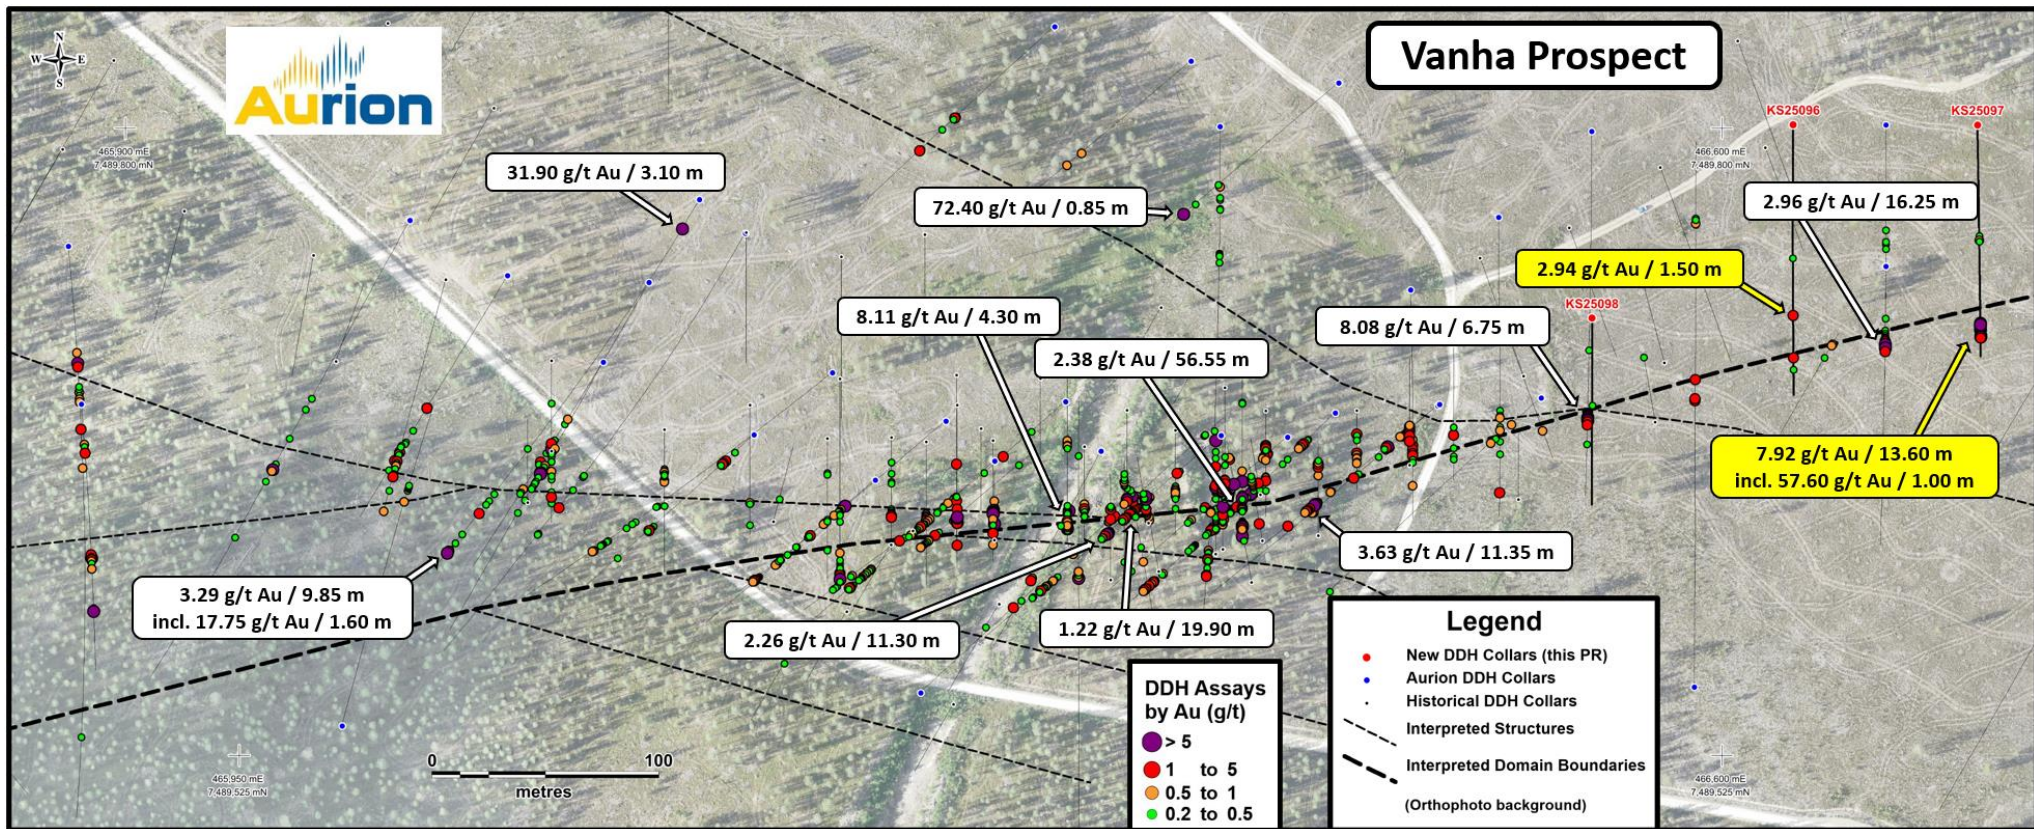 N
W E
S
Aurion
Vanha Prospect
465,900 mE
7,489,800 mN
466,600 mE
7,489,800 mN
KS25096
KS25097
KS25098
31.90 g/t Au / 3.10 m
72.40 g/t Au / 0.85 m
2.96 g/t Au / 16.25 m
2.94 g/t Au / 1.50 m
8.11 g/t Au / 4.30 m
8.08 g/t Au / 6.75 m
2.38 g/t Au / 56.55 m
7.92 g/t Au / 13.60 m
incl. 57.60 g/t Au / 1.00 m
3.63 g/t Au / 11.35 m
3.29 g/t Au / 9.85 m
incl. 17.75 g/t Au / 1.60 m
2.26 g/t Au / 11.30 m
1.22 g/t Au / 19.90 m
465,950 mE
7,489,525 mN
0 100
metres
DDH Assays
by Au (g/t)
> 5
1 to 5
0.5 to 1
0.2 to 0.5
Legend
New DDH Collars (this PR)
Aurion DDH Collars
Historical DDH Collars
Interpreted Structures
Interpreted Domain Boundaries
(Orthophoto background)
466,600 mE
7,489,525 mN